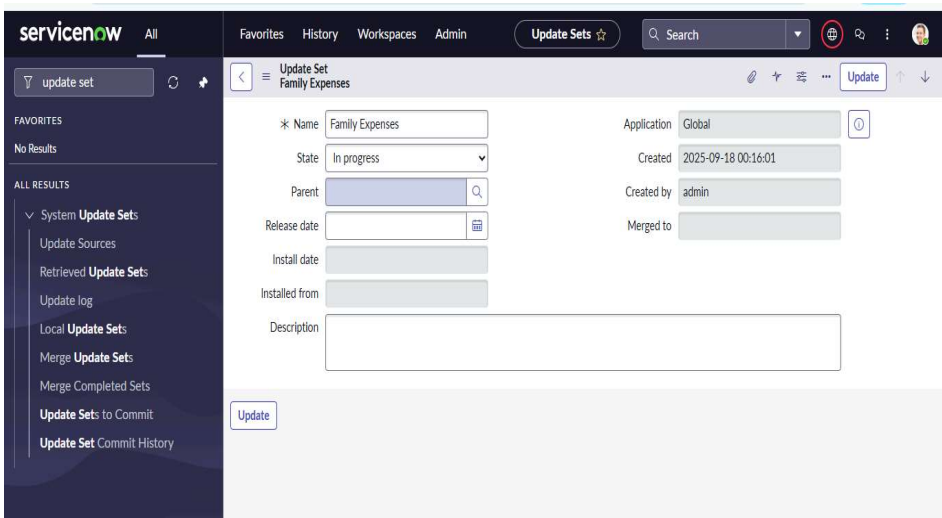 servicenow All Favorites History Workspaces Admin Update Sets Search
update set
Update Set
Family Expenses
Update
FAVORITES
No Results
ALL RESULTS
System Update Sets
Update Sources
Retrieved Update Sets
Update log
Local Update Sets
Merge Update Sets
Merge Completed Sets
Update Sets to Commit
Update Set Commit History
Name Family Expenses
State In progress
Parent
Release date
Install date
Installed from
Description
Application Global
Created 2025-09-18 00:16:01
Created by admin
Merged to
Update